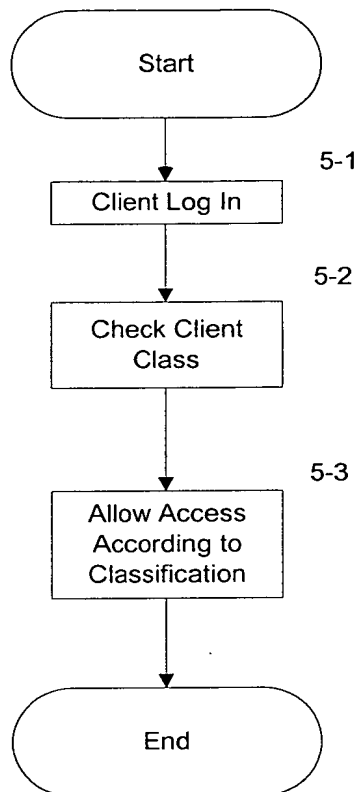 Start
5-1
Client Log In
5-2
Check Client
Class
5-3
Allow Access
According to
Classification
End